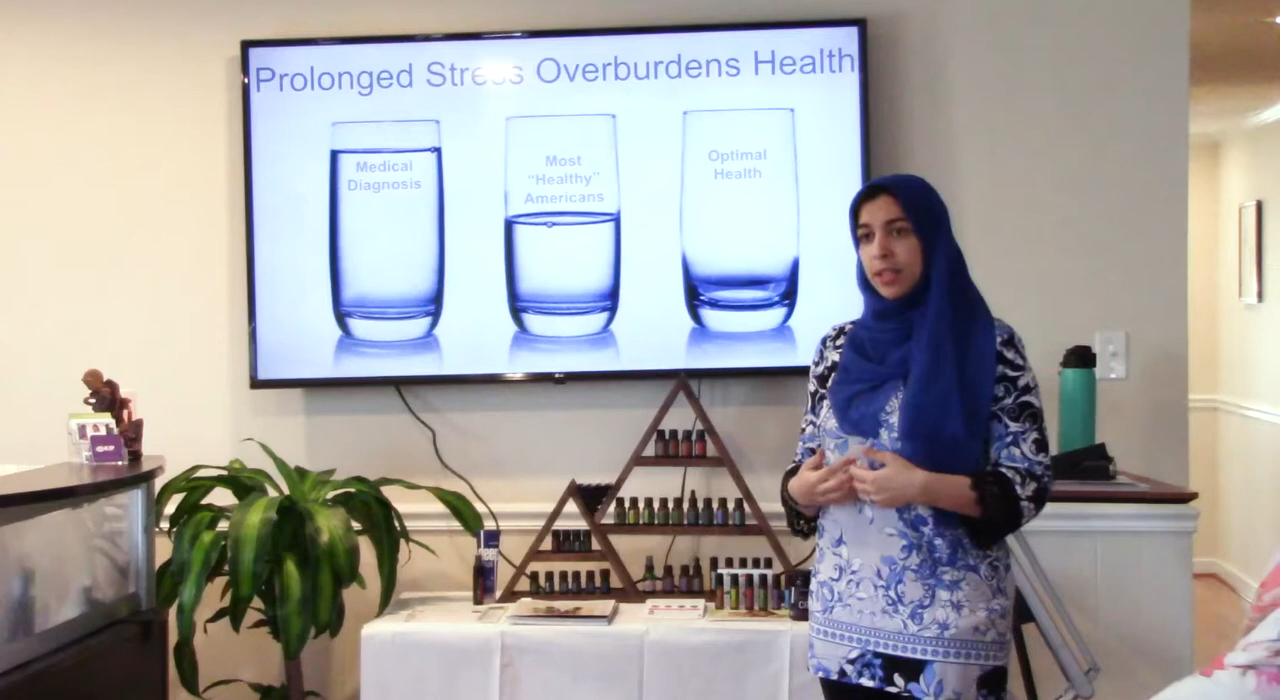 Prolonged Stress Overburdens Health
Medical
Diagnosis
Most
“Healthy”
Americans
Optimal
Health